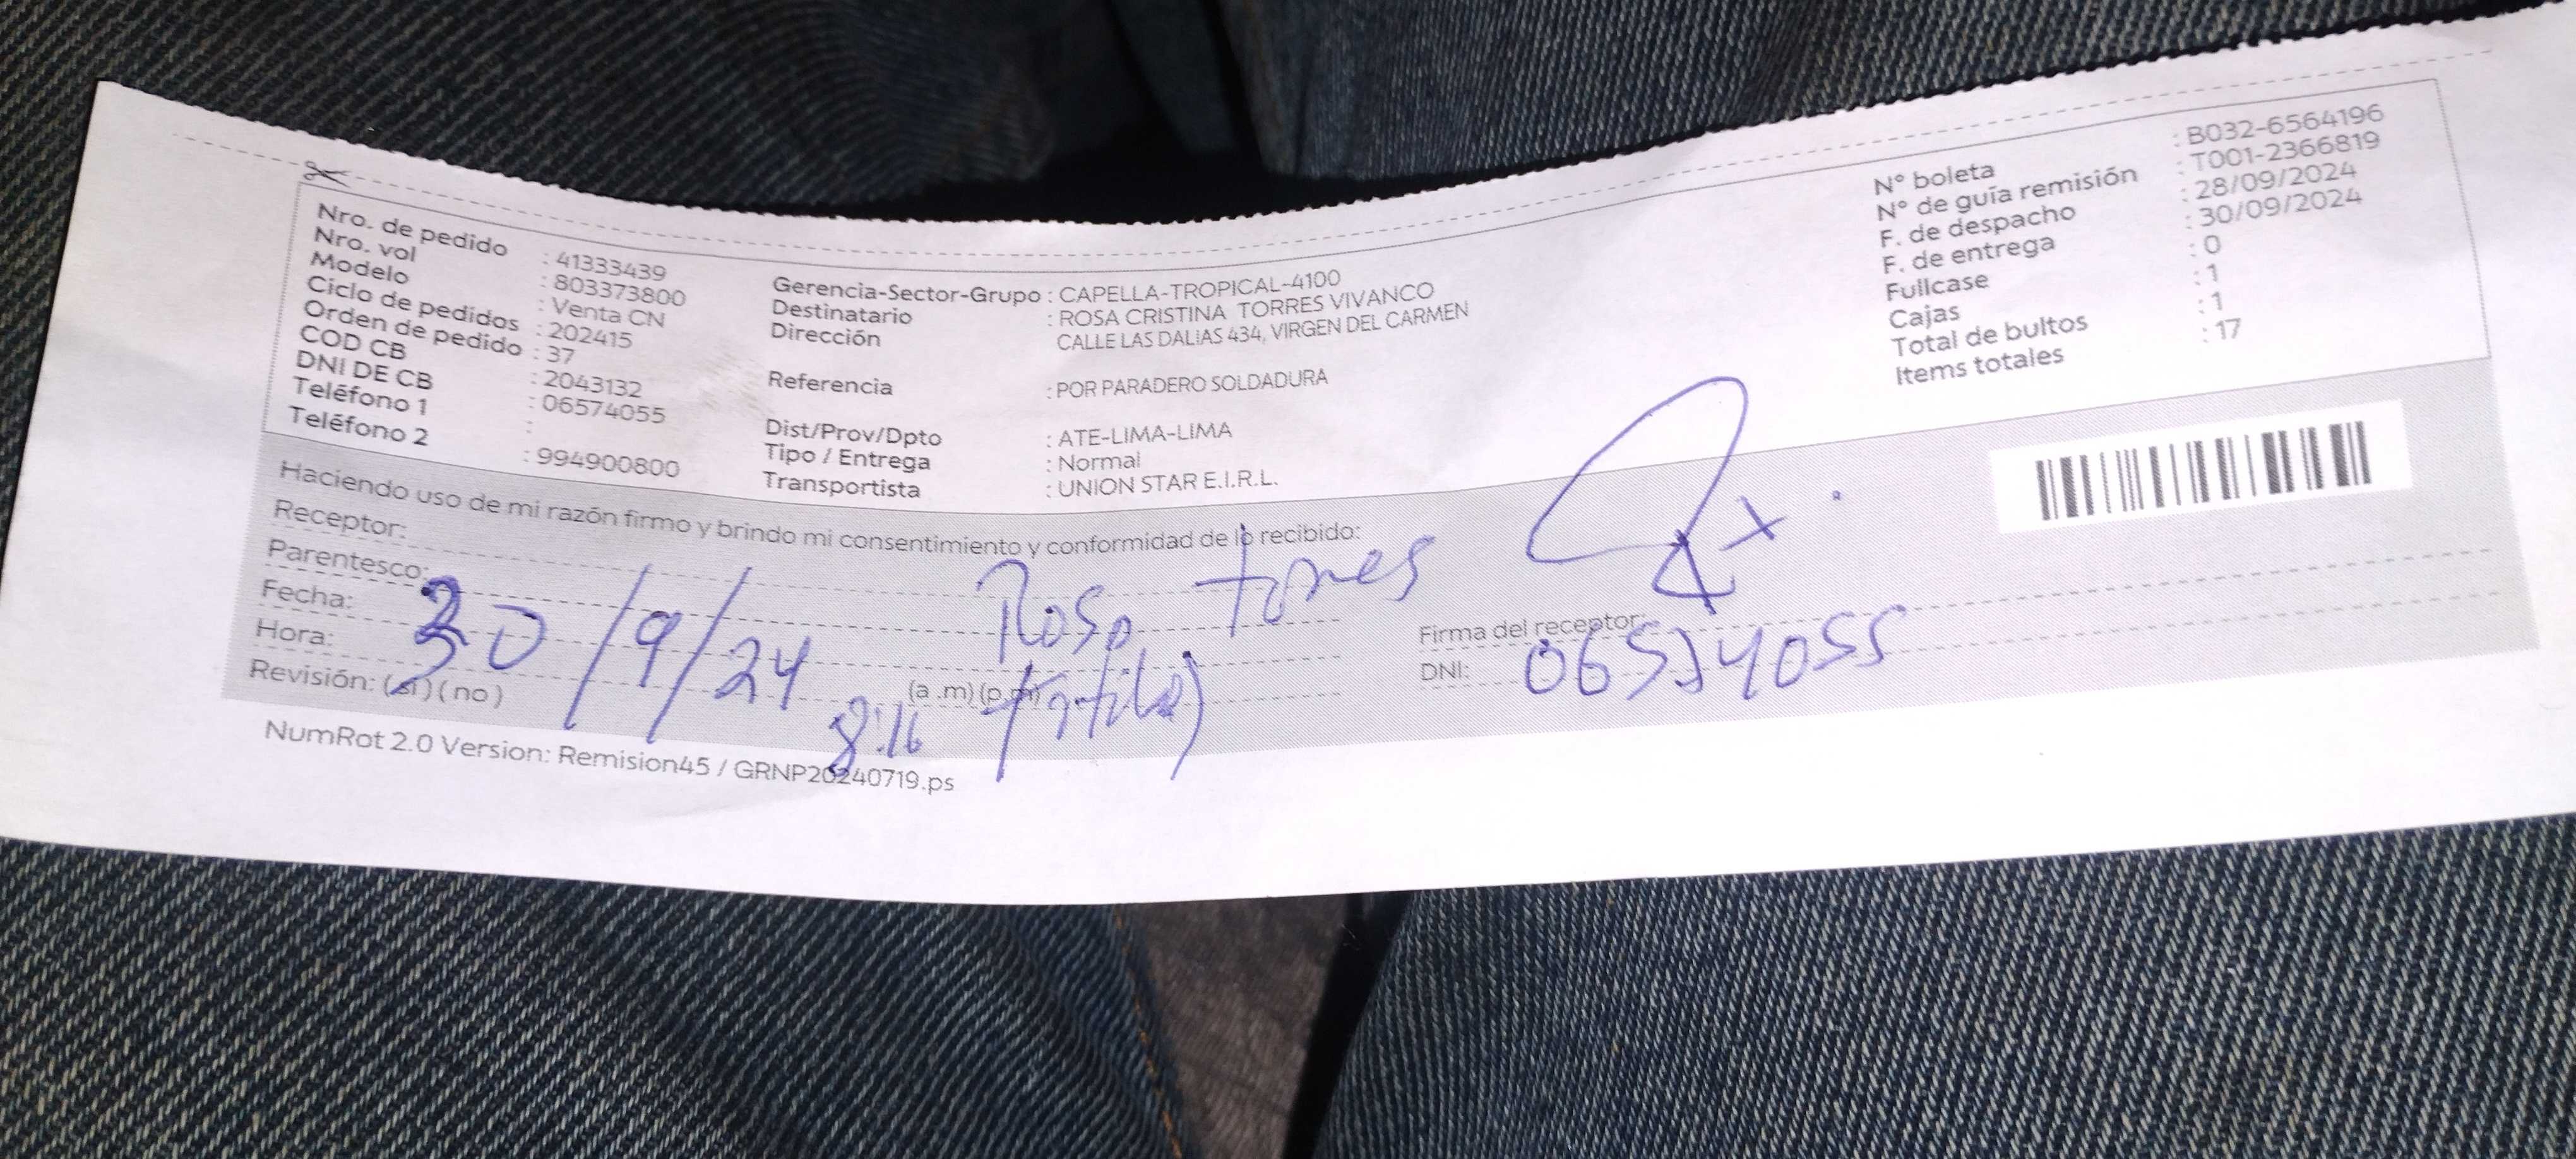 Nro. de pedido : 41333439
Nro. vol : 803373800
Modelo : Venta CN
Ciclo de pedidos : 202415
Orden de pedido : 37
COD CB : 2043132
DNI DE CB : 06574055
Teléfono 1 :
Teléfono 2 : 994900800
Gerencia-Sector-Grupo : CAPELLA-TROPICAL-4100
Destinatario : ROSA CRISTINA TORRES VIVANCO
Dirección CALLE LAS DALIAS 434, VIRGEN DEL CARMEN
Referencia : POR PARADERO SOLDADURA
Dist/Prov/Dpto : ATE-LIMA-LIMA
Tipo / Entrega : Normal
Transportista : UNION STAR E.I.R.L.
N° boleta : B032-6564196
N° de guía remisión : T001-2366819
F. de despacho : 28/09/2024
F. de entrega : 30/09/2024
Fullcase : 0
Cajas : 1
Total de bultos : 1
Items totales : 17
Haciendo uso de mi razón firmo y brindo mi consentimiento y conformidad de lo recibido:
Receptor:
Parentesco:
Fecha: 30/9/24
Rosa torres
Hora: 8:16 (a .m) (p.m)
(titular)
Revisión: (si) (no)
Firma del receptor:
DNI: 06574055
NumRot 2.0 Version: Remision45 / GRNP20240719.ps